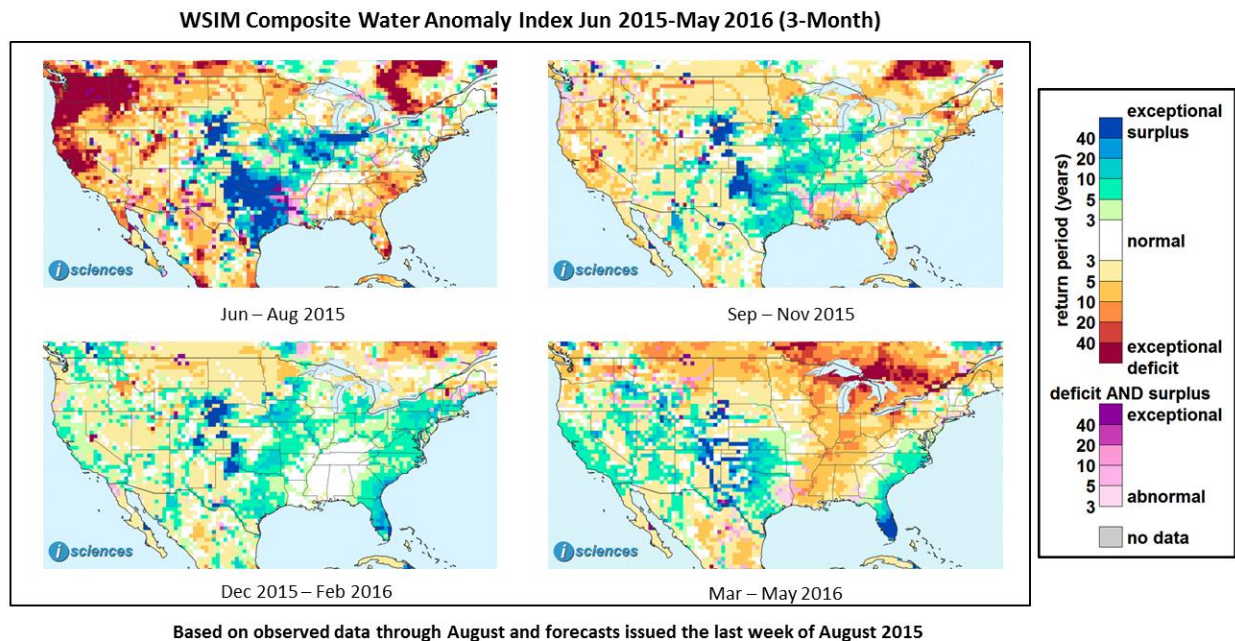 WSIM Composite Water Anomaly Index Jun 2015-May 2016 (3-Month)
i sciences
Jun – Aug 2015
i sciences
Sep – Nov 2015
i sciences
Dec 2015 – Feb 2016
i sciences
Mar – May 2016
return period (years)
exceptional
surplus
40
20
10
5
3
normal
3
5
10
20
40
exceptional
deficit
deficit AND surplus
exceptional
40
20
10
5
3
abnormal
no data
Based on observed data through August and forecasts issued the last week of August 2015